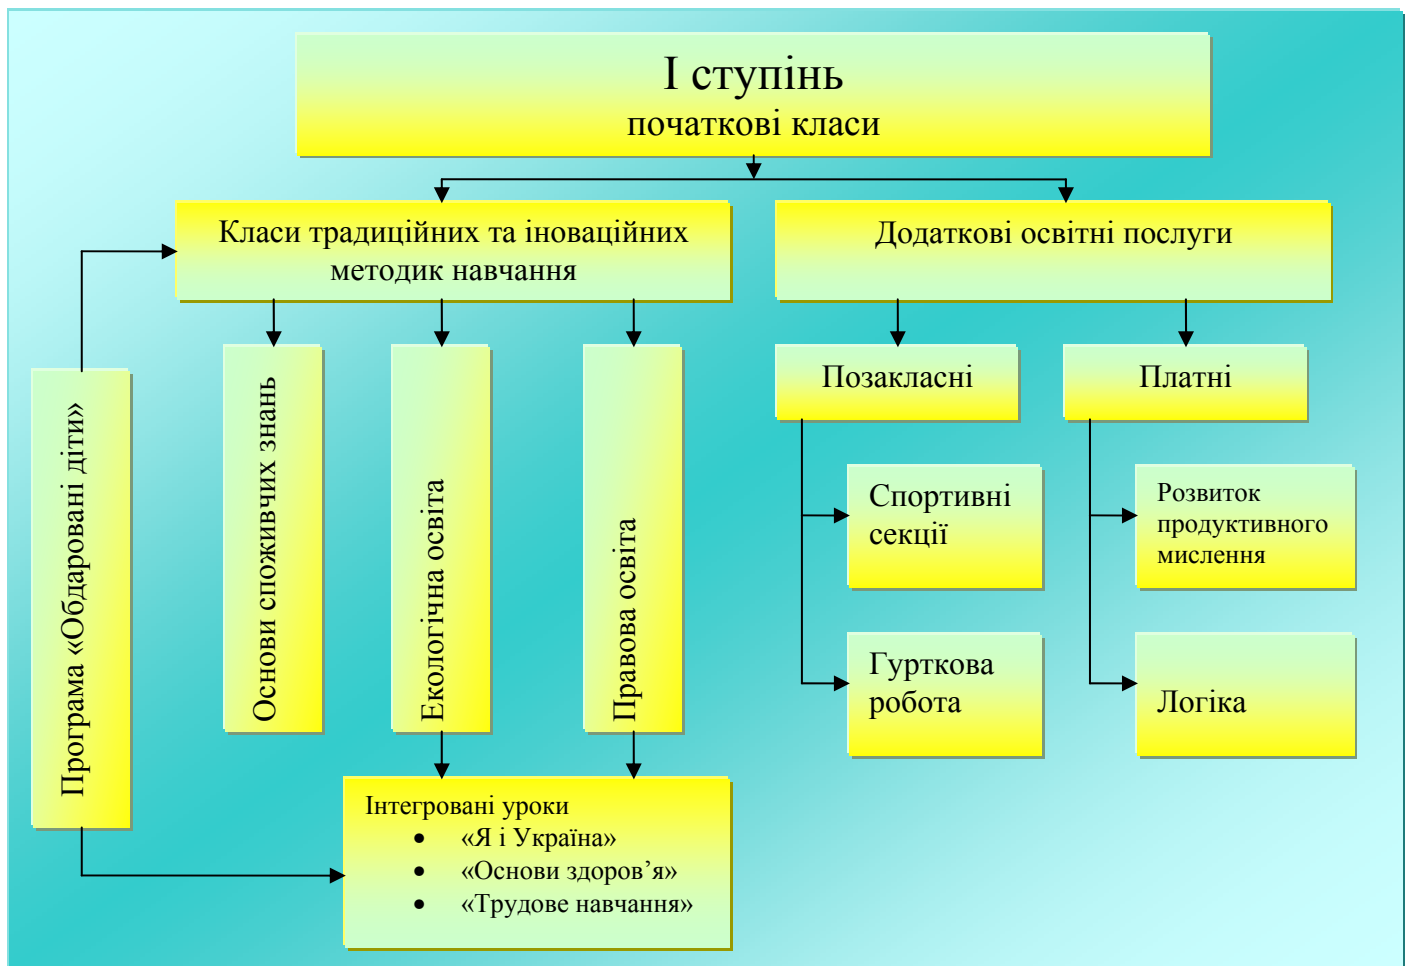 І ступінь
початкові класи
Класи традиційних та іноваційних
методик навчання
Додаткові освітні послуги
Програма «Обдаровані діти»
Основи споживчих знань
Екологічна освіта
Правова освіта
Позакласні
Платні
Спортивні
секції
Розвиток
продуктивного
мислення
Гурткова
робота
Логіка
Інтегровані уроки
• «Я і Україна»
• «Основи здоров’я»
• «Трудове навчання»